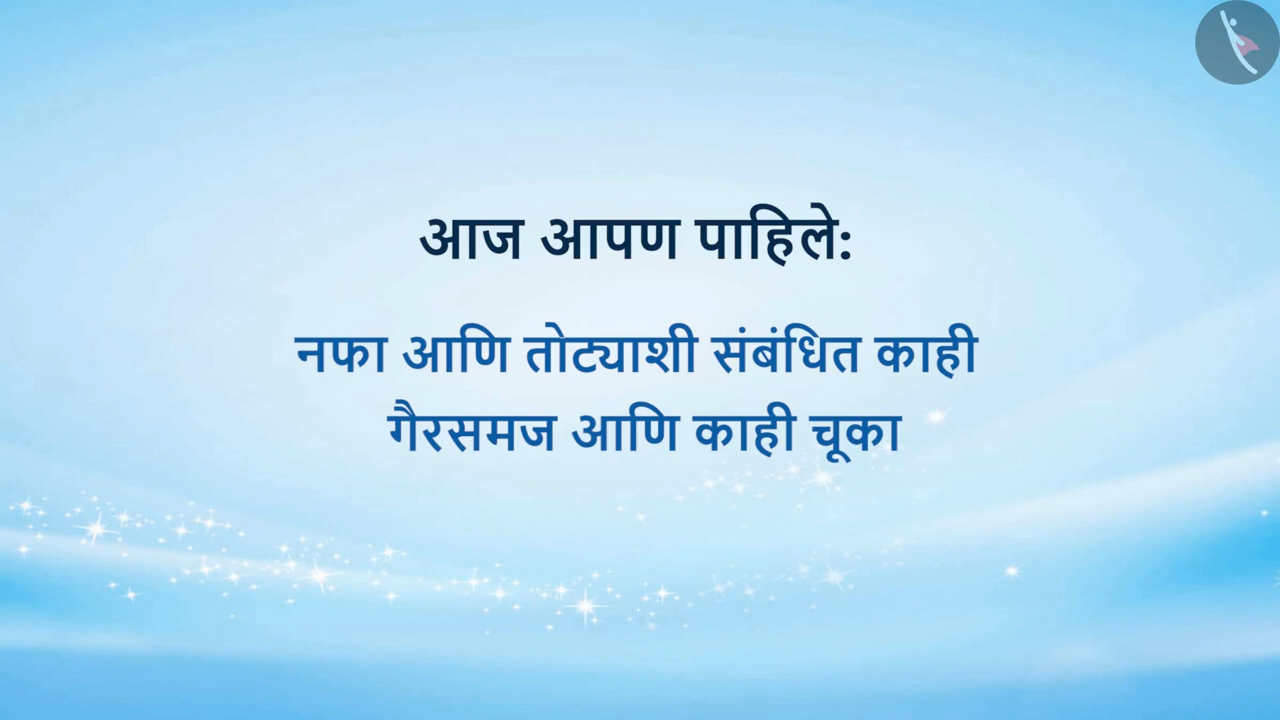 आज आपण पाहिले:
नफा आणि तोट्याशी संबंधित काही
गैरसमज आणि काही चूका